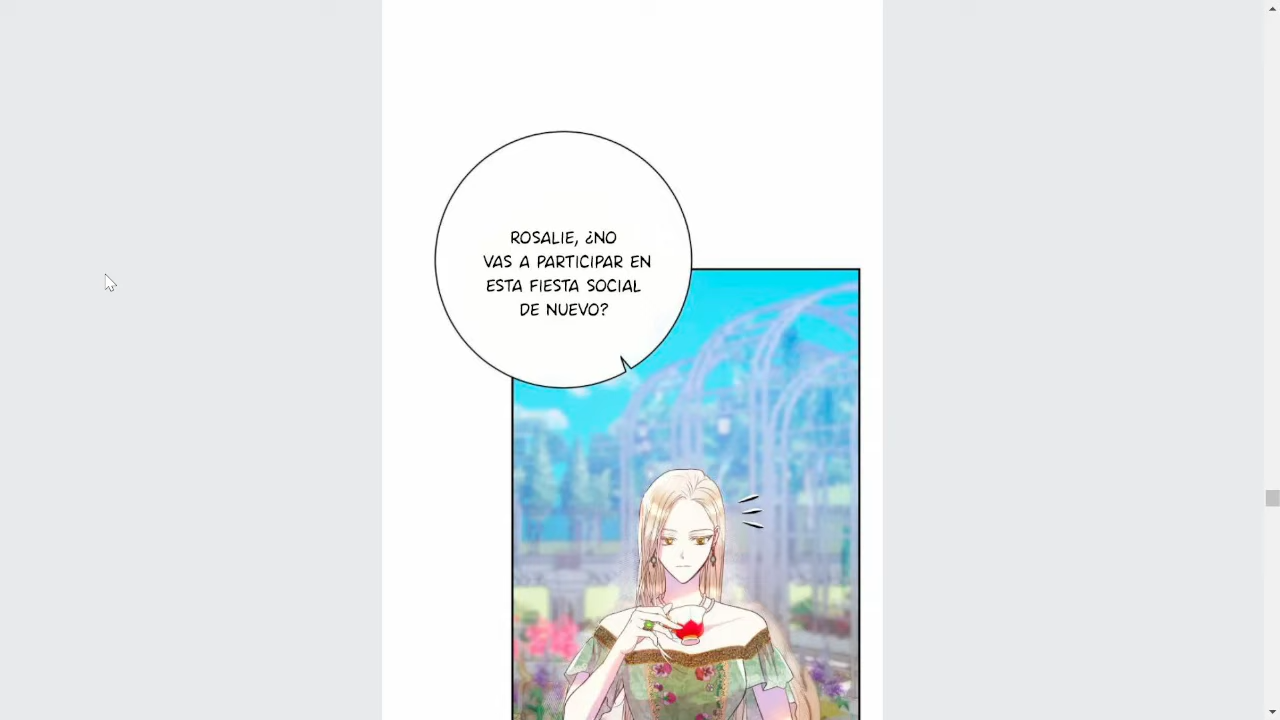 ROSALIE, ¿NO
VAS A PARTICIPAR EN
ESTA FIESTA SOCIAL
DE NUEVO?